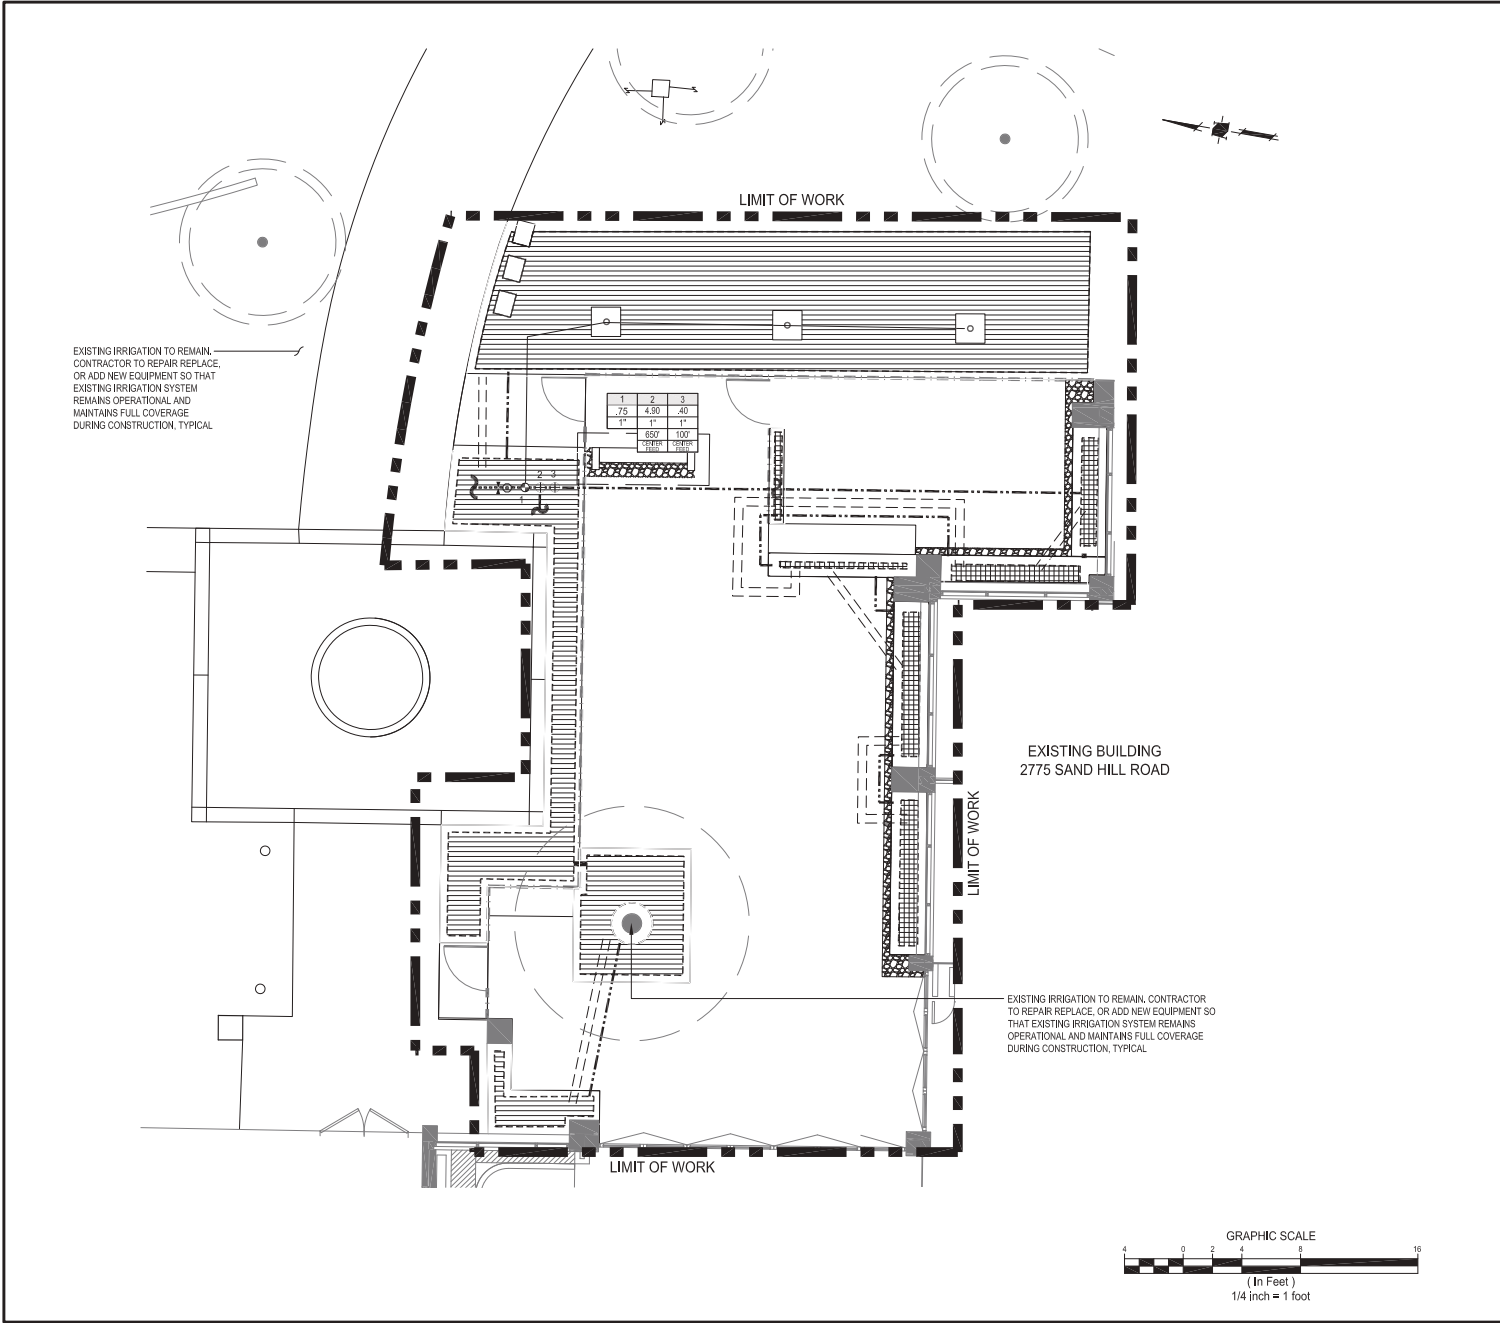 LIMIT OF WORK
EXISTING IRRIGATION TO REMAIN.
CONTRACTOR TO REPAIR REPLACE,
OR ADD NEW EQUIPMENT SO THAT
EXISTING IRRIGATION SYSTEM
REMAINS OPERATIONAL AND
MAINTAINS FULL COVERAGE
DURING CONSTRUCTION, TYPICAL
1 2 3
.75 4.90 .40
1" 1" 1"
650' 100'
CENTER CENTER
FEED FEED
2 3
1
EXISTING BUILDING
2775 SAND HILL ROAD
LIMIT OF WORK
EXISTING IRRIGATION TO REMAIN. CONTRACTOR
TO REPAIR REPLACE, OR ADD NEW EQUIPMENT SO
THAT EXISTING IRRIGATION SYSTEM REMAINS
OPERATIONAL AND MAINTAINS FULL COVERAGE
DURING CONSTRUCTION, TYPICAL
LIMIT OF WORK
GRAPHIC SCALE
4 0 2 4 8 16
( In Feet )
1/4 inch = 1 foot